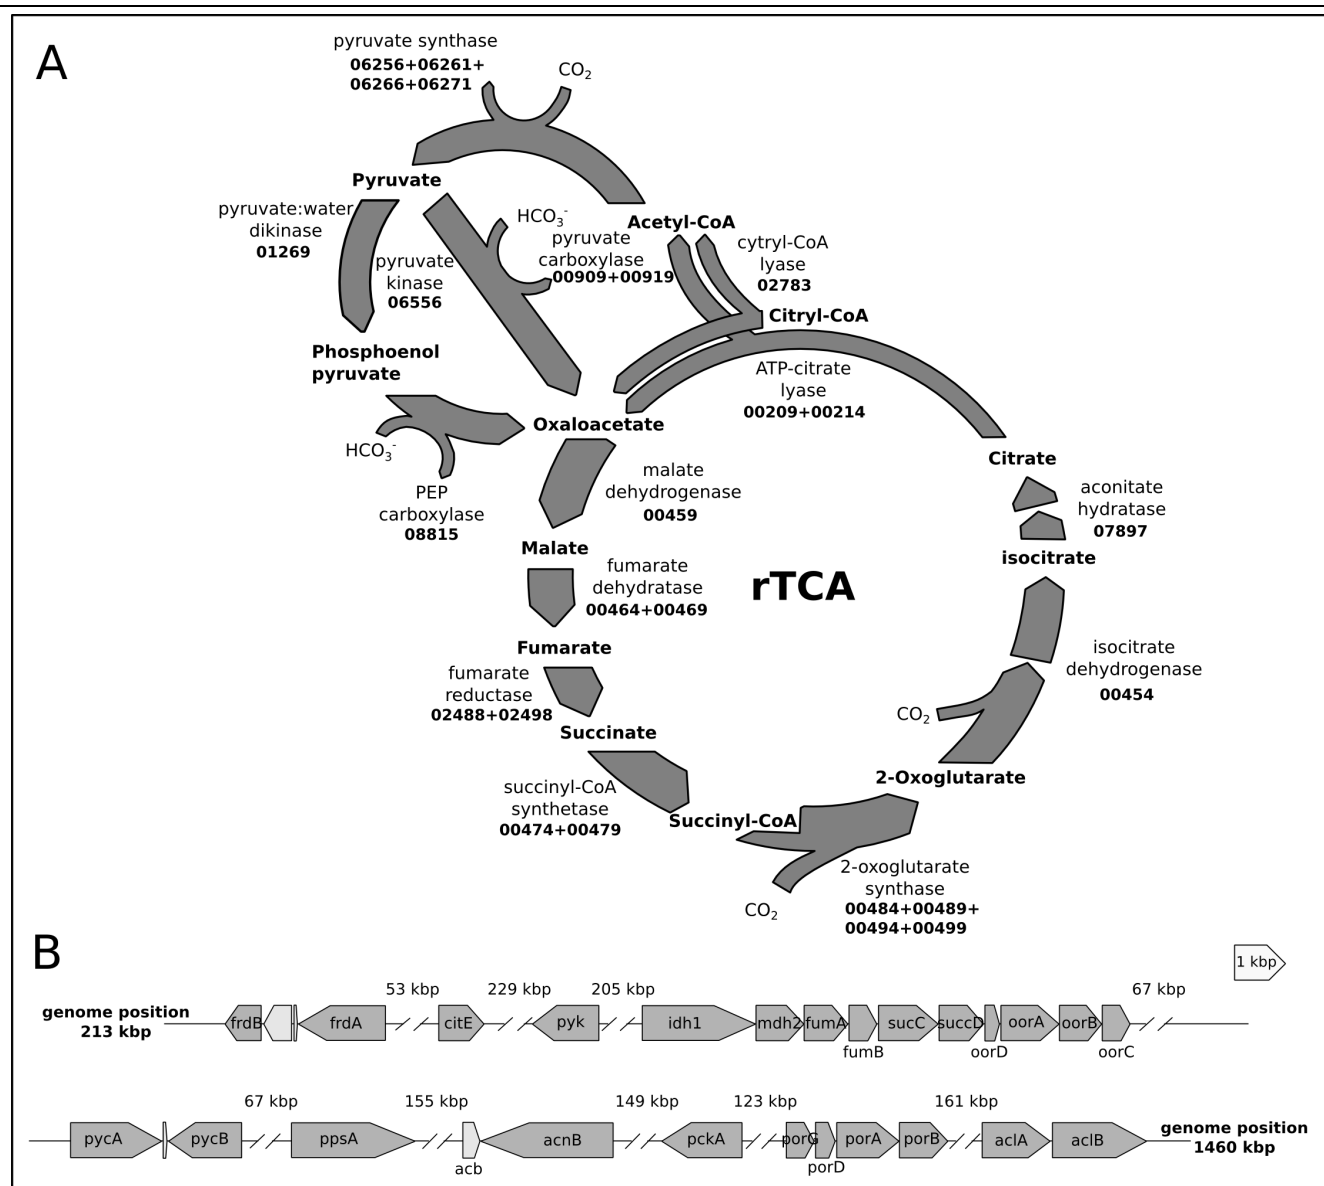 A
pyruvate synthase
06256+06261+
06266+06271
CO2
Pyruvate
pyruvate:water
dikinase
01269
HCO3-
pyruvate
carboxylase
00909+00919
Acetyl-CoA
cytryl-CoA
lyase
02783
pyruvate
kinase
06556
Citryl-CoA
Phosphoenol
pyruvate
ATP-citrate
lyase
00209+00214
Oxaloacetate
HCO3-
Citrate
PEP
carboxylase
08815
malate
dehydrogenase
00459
aconitate
hydratase
07897
Malate
isocitrate
fumarate
dehydratase
00464+00469
rTCA
Fumarate
fumarate
reductase
02488+02498
isocitrate
dehydrogenase
00454
CO2
Succinate
2-Oxoglutarate
succinyl-CoA
synthetase
00474+00479
Succinyl-CoA
2-oxoglutarate
synthase
00484+00489+
00494+00499
CO2
B
1 kbp
53 kbp 229 kbp 205 kbp 67 kbp
genome position
213 kbp
frdB frdA citE pyk idh1 mdh2 fumA sucC succD oorA oorB
fumB oorD oorC
67 kbp 155 kbp 149 kbp 123 kbp 161 kbp
pycA pycB ppsA acnB pckA porG porA porB aclA aclB
acb porD
genome position
1460 kbp